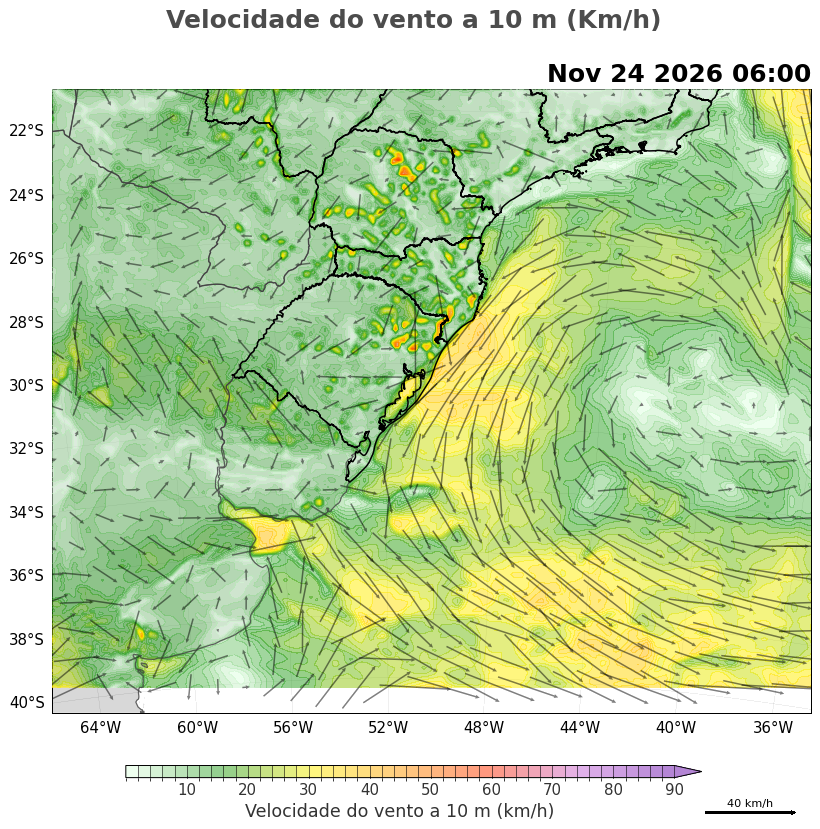 Velocidade do vento a 10 m (Km/h)
Nov 24 2026 06:00
22°S
24°S
26°S
28°S
30°S
32°S
34°S
36°S
38°S
40°S
64°W 60°W 56°W 52°W 48°W 44°W 40°W 36°W
10 20 30 40 50 60 70 80 90
Velocidade do vento a 10 m (km/h)
40 km/h